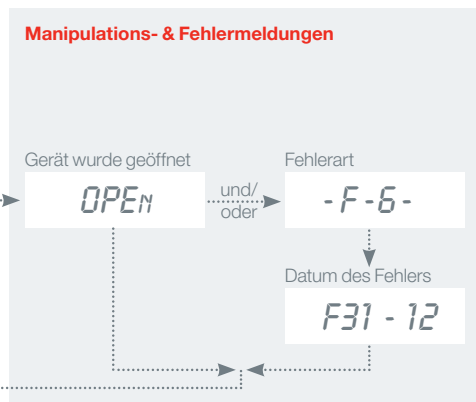 Manipulations- & Fehlermeldungen
Gerät wurde geöffnet
OPEn
und/
oder
Fehlerart
-F-6-
Datum des Fehlers
F31 - 12